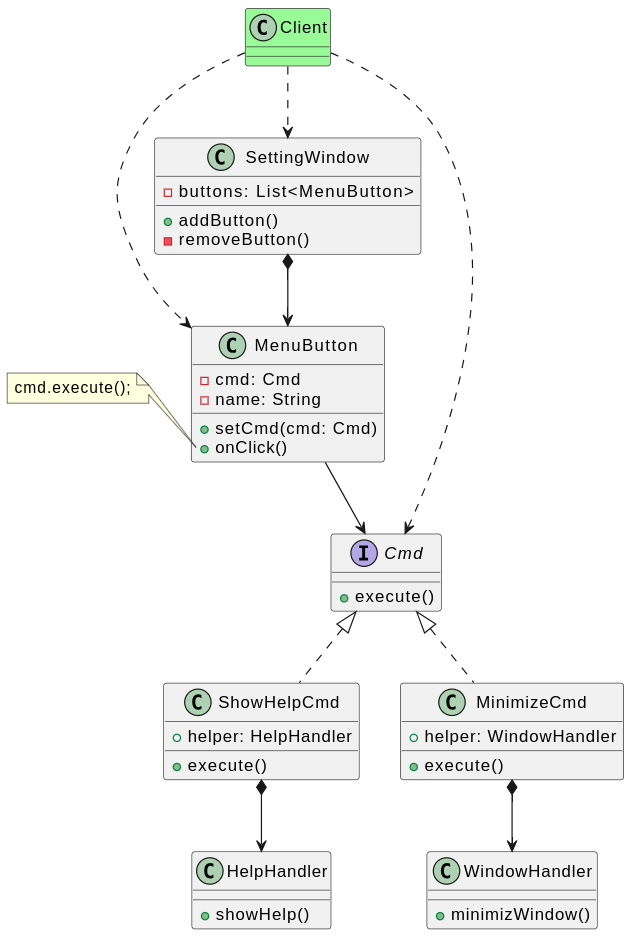 C Client
C SettingWindow
buttons: List<MenuButton>
addButton()
removeButton()
C MenuButton
cmd: Cmd
name: String
setCmd(cmd: Cmd)
onClick()
cmd.execute();
I Cmd
execute()
C ShowHelpCmd
helper: HelpHandler
execute()
C MinimizeCmd
helper: WindowHandler
execute()
C HelpHandler
showHelp()
C WindowHandler
minimizWindow()